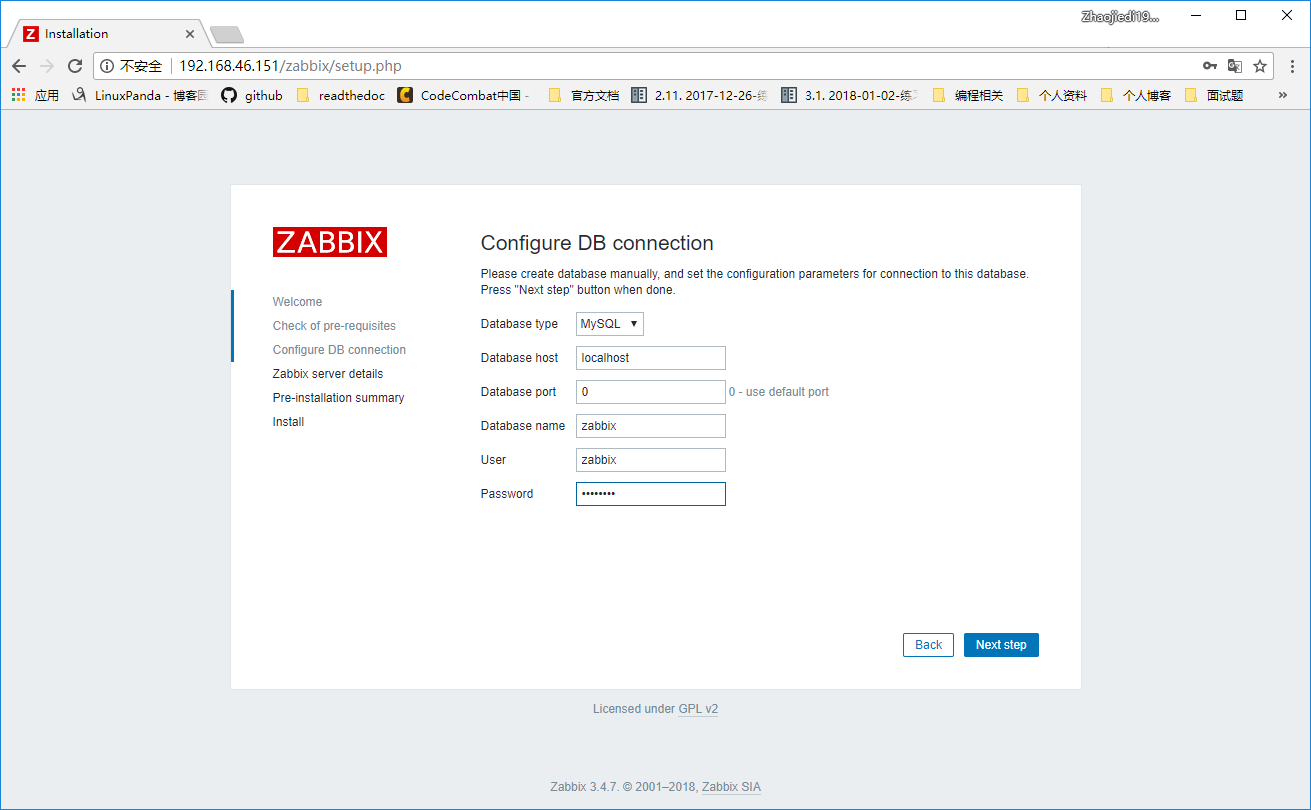 Zhaojiedi19...
Installation
不安全 192.168.46.151/zabbix/setup.php
应用 LinuxPanda - 博客园 github readthedoc CodeCombat中国 - 官方文档 2.11. 2017-12-26-练 3.1. 2018-01-02-练习 编程相关 个人资料 个人博客 面试题 »
ZABBIX
Welcome
Check of pre-requisites
Configure DB connection
Zabbix server details
Pre-installation summary
Install
Configure DB connection
Please create database manually, and set the configuration parameters for connection to this database.
Press "Next step" button when done.
Database type MySQL
Database host localhost
Database port 0 0 - use default port
Database name zabbix
User zabbix
Password ••••••••
Back Next step
Licensed under GPL v2
Zabbix 3.4.7. © 2001–2018, Zabbix SIA